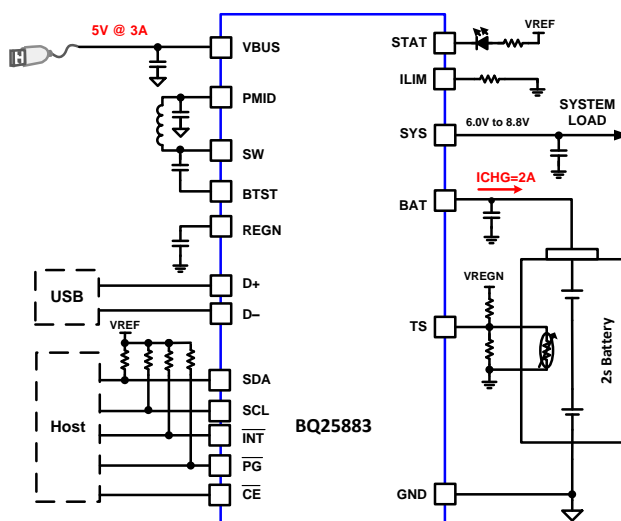 5V @ 3A
VBUS
PMID
SW
BTST
REGN
D+
D–
USB
VREF
Host
SDA
SCL
INT
PG
CE
BQ25883
STAT
VREF
ILIM
SYS
6.0V to 8.8V
SYSTEM
LOAD
BAT
ICHG=2A
VREGN
TS
2s Battery
GND